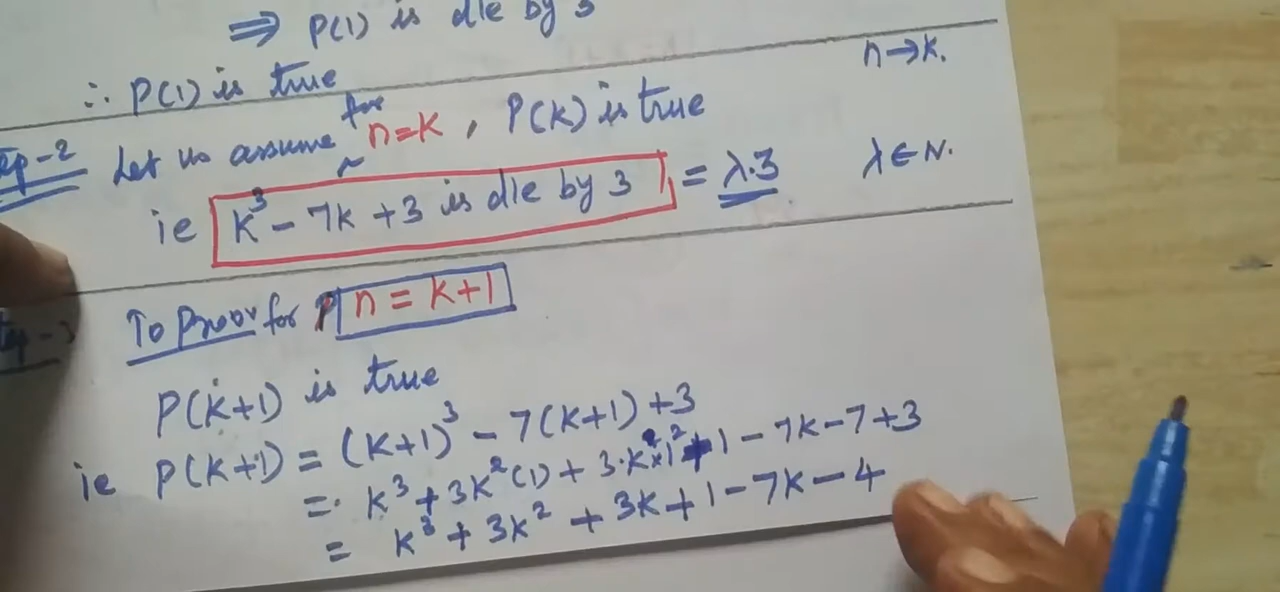 ⇒ P(1) is d/e by 3
∴ P(1) is true
n→k.
ep-2 Let us assume for n=k, P(k) is true
ie k³ - 7k + 3 is d/e by 3 = λ.3 λ∈N.
To Proov for n = k+1
P(k+1) is true
ie P(k+1) = (k+1)³ - 7(k+1) + 3
= k³ + 3k²(1) + 3·k×1² + 1 - 7k - 7 + 3
= k³ + 3k² + 3k + 1 - 7k - 4